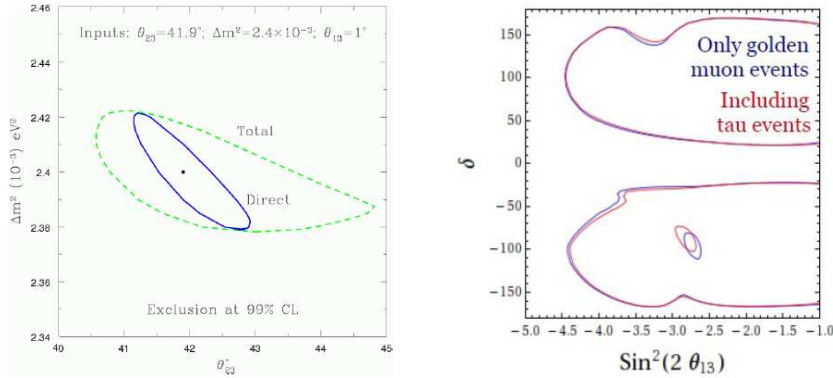 Inputs: θ₂₃=41.9°; Δm²=2.4×10⁻³; θ₁₃=1°
Total
Direct
Exclusion at 99% CL
Δm² (10⁻³) eV²
2.46
2.44
2.42
2.4
2.38
2.36
2.34
40
41
42
43
44
45
θ₂₃°
Only golden
muon events
Including
tau events
δ
150
100
50
0
-50
-100
-150
-5.0
-4.5
-4.0
-3.5
-3.0
-2.5
-2.0
-1.5
-1.0
Sin²(2 θ₁₃)